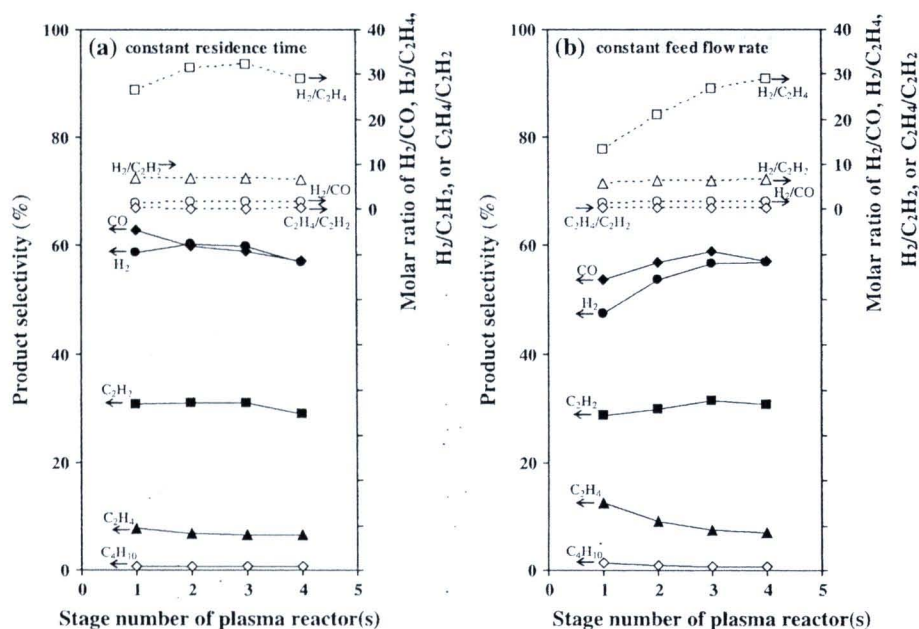 (a) constant residence time
100
80
60
40
20
0
Product selectivity (%)
40
30
20
10
0
Molar ratio of H₂/CO, H₂/C₂H₄,
H₂/C₂H₂, or C₂H₄/C₂H₂
H₂/C₂H₄
H₂/C₂H₂
H₂/CO
C₂H₄/C₂H₂
CO
H₂
C₂H₂
C₂H₄
C₄H₁₀
0 1 2 3 4 5
Stage number of plasma reactor(s)
(b) constant feed flow rate
100
80
60
40
20
0
Product selectivity (%)
40
30
20
10
0
Molar ratio of H₂/CO, H₂/C₂H₄,
H₂/C₂H₂, or C₂H₄/C₂H₂
H₂/C₂H₄
H₂/C₂H₂
H₂/CO
C₂H₄/C₂H₂
CO
H₂
C₂H₂
C₂H₄
C₄H₁₀
0 1 2 3 4 5
Stage number of plasma reactor(s)